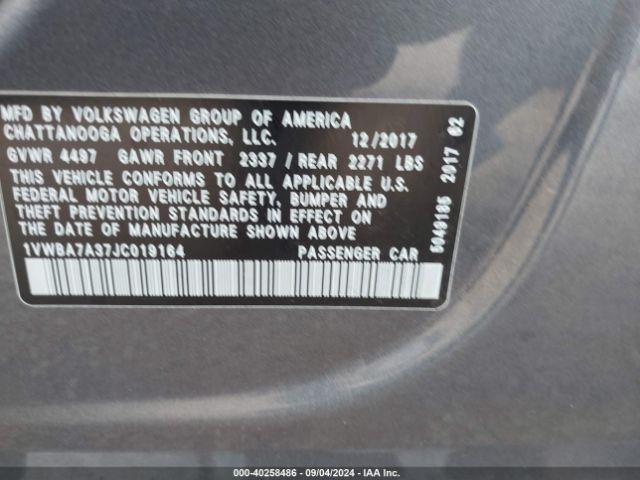 MFD BY VOLKSWAGEN GROUP OF AMERICA
CHATTANOOGA OPERATIONS, LLC. 12/2017
GVWR 4497 GAWR FRONT 2337 / REAR 2271 LBS
THIS VEHICLE CONFORMS TO ALL APPLICABLE U.S.
FEDERAL MOTOR VEHICLE SAFETY, BUMPER AND
THEFT PREVENTION STANDARDS IN EFFECT ON
THE DATE OF MANUFACTURE SHOWN ABOVE
1VWBA7A37JC019164 PASSENGER CAR
5049186 2017 02
000-40258486 - 09/04/2024 - IAA Inc.